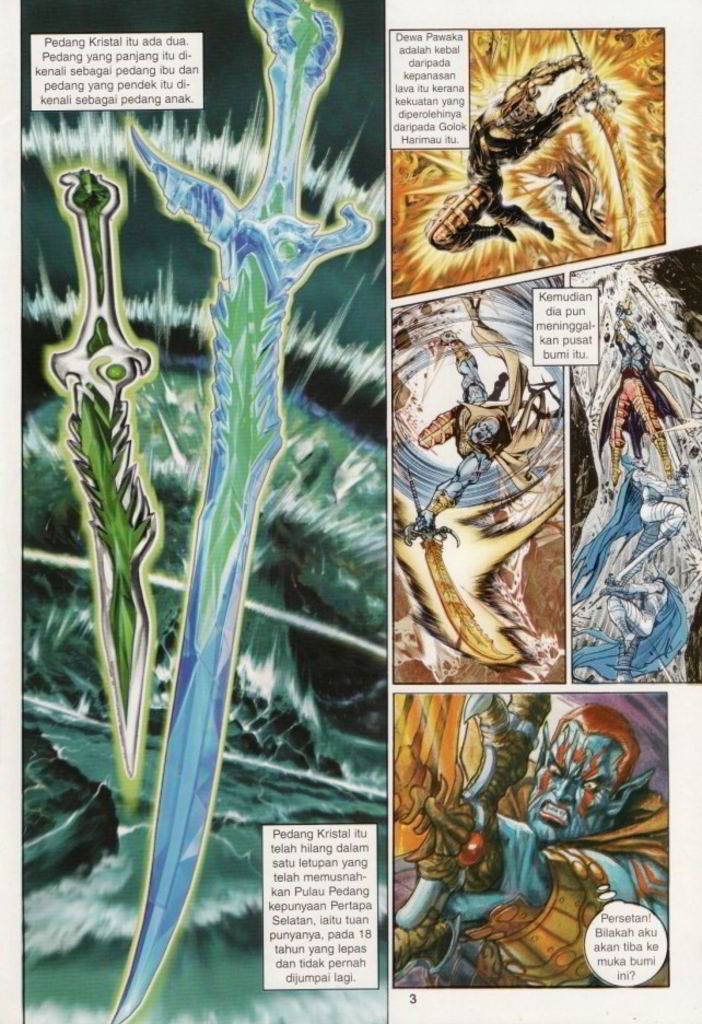 Pedang Kristal itu ada dua.
Pedang yang panjang itu di-
kenali sebagai pedang ibu dan
pedang yang pendek itu di-
kenali sebagai pedang anak.
Pedang Kristal itu
telah hilang dalam
satu letupan yang
telah memusnah-
kan Pulau Pedang
kepunyaan Pertapa
Selatan, iaitu tuan
punyanya, pada 18
tahun yang lepas
dan tidak pernah
dijumpai lagi.
Dewa Pawaka
adalah kebal
daripada
kepanasan
lava itu kerana
kekuatan yang
diperolehinya
daripada Golok
Harimau itu.
Kemudian
dia pun
meninggal-
kan pusat
bumi itu.
Persetan!
Bilakah aku
akan tiba ke
muka bumi
ini?
3